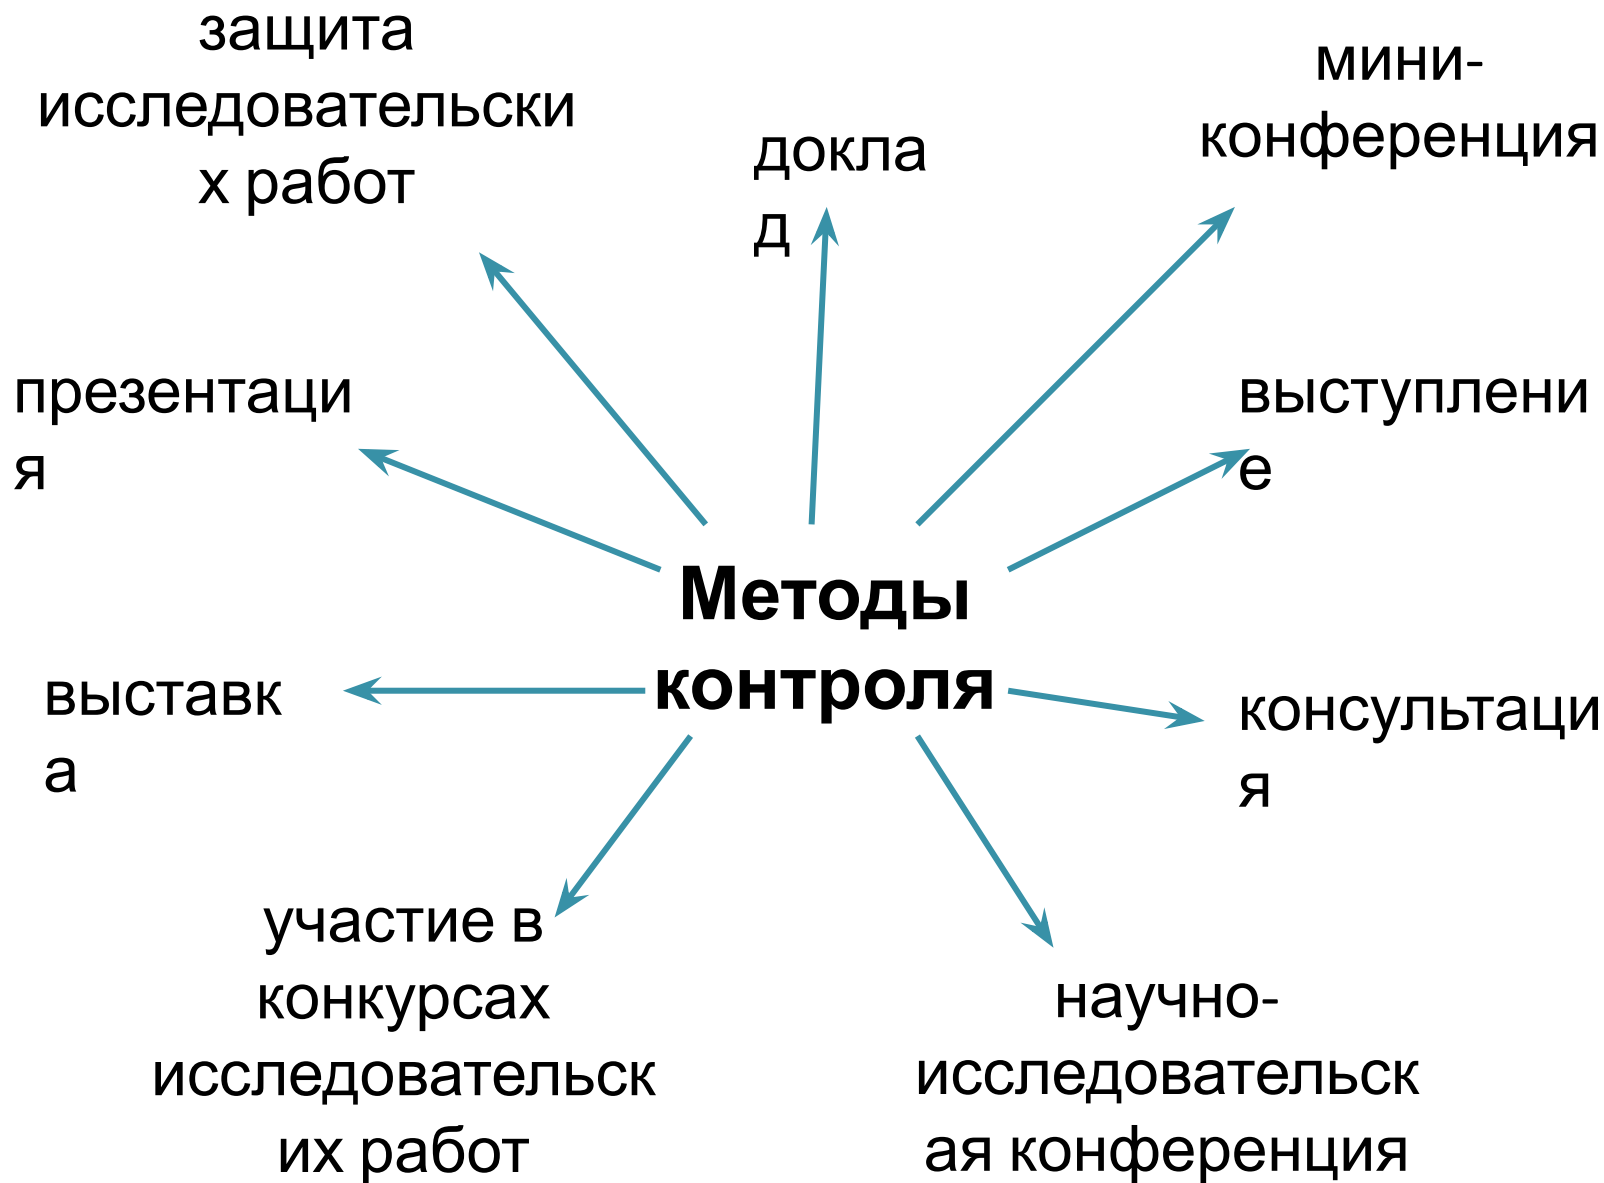 защита
исследовательски
х работ
докла
д
мини-
конференция
презентаци
я
выступлени
е
Методы
контроля
выставк
а
консультаци
я
участие в
конкурсах
исследовательск
их работ
научно-
исследовательск
ая конференция